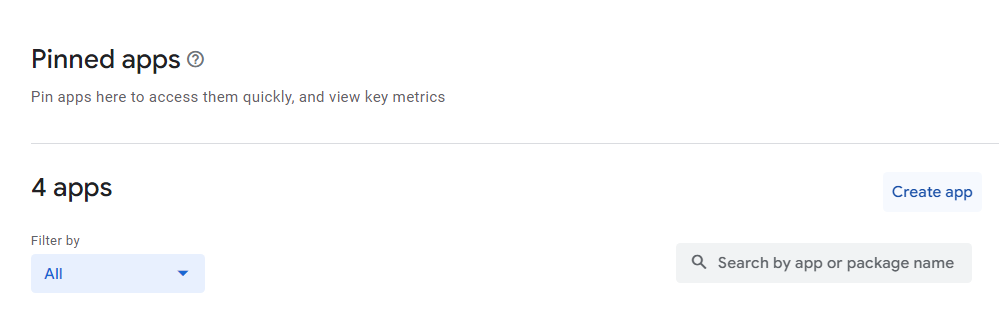 Pinned apps
Pin apps here to access them quickly, and view key metrics
4 apps
Create app
Filter by
All
Search by app or package name